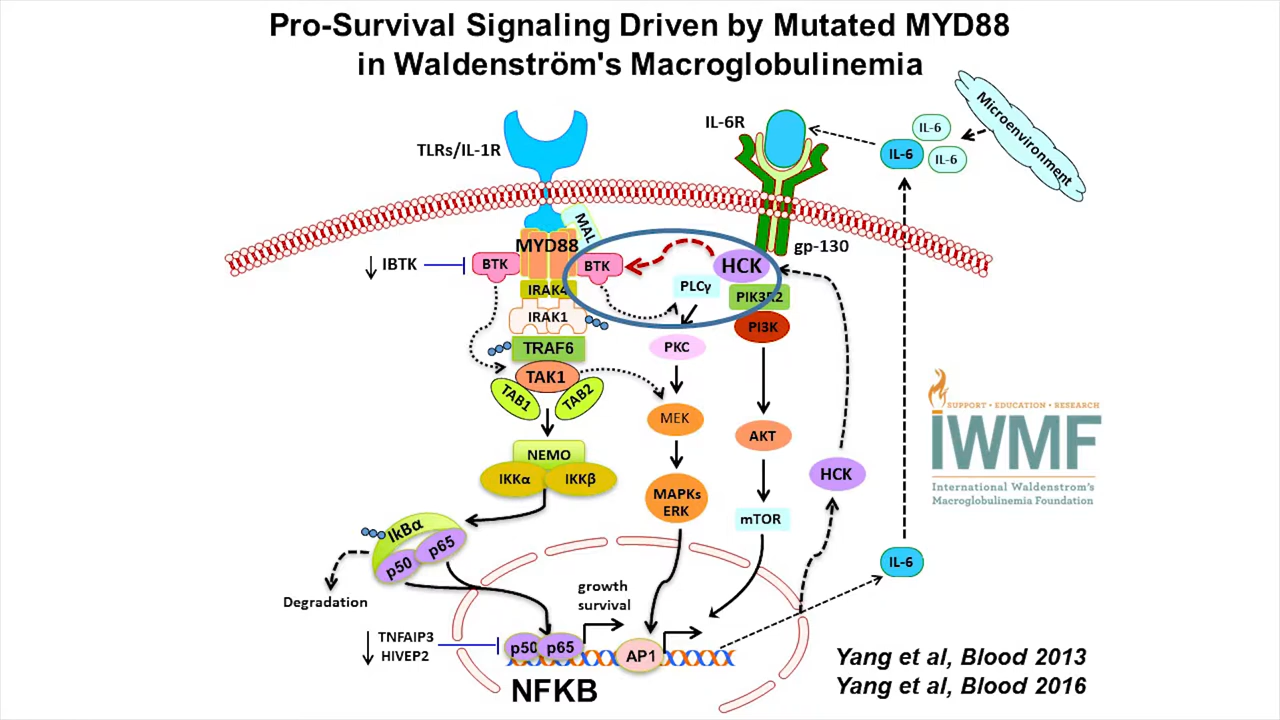 Pro-Survival Signaling Driven by Mutated MYD88
in Waldenström's Macroglobulinemia
TLRs/IL-1R
IL-6R
IL-6
IL-6
IL-6
Microenvironment
MAL
MYD88
gp-130
↓ IBTK
BTK
BTK
HCK
PLCγ
PIK3R2
IRAK4
IRAK1
PI3K
TRAF6
PKC
TAK1
TAB1
TAB2
MEK
AKT
NEMO
IKKα
IKKβ
HCK
MAPKs
ERK
mTOR
IkBα
p50
p65
IL-6
Degradation
growth
survival
↓ TNFAIP3
HIVEP2
p50
p65
AP1
NFKB
SUPPORT • EDUCATION • RESEARCH
IWMF
International Waldenstrom's
Macroglobulinemia Foundation
Yang et al, Blood 2013
Yang et al, Blood 2016